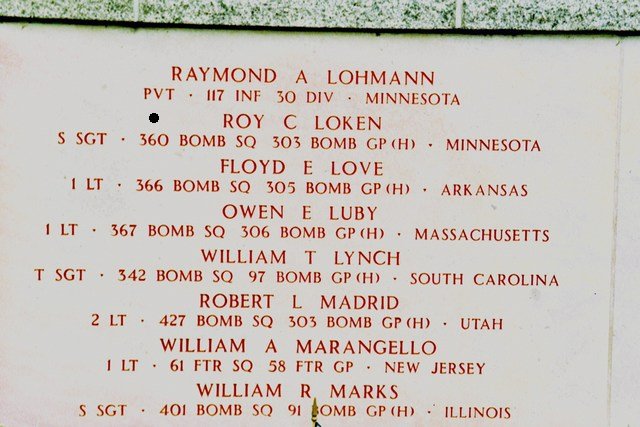 RAYMOND A LOHMANN
PVT · 117 INF 30 DIV · MINNESOTA
ROY C LOKEN
S SGT · 360 BOMB SQ 303 BOMB GP (H) · MINNESOTA
FLOYD E LOVE
1 LT · 366 BOMB SQ 305 BOMB GP (H) · ARKANSAS
OWEN E LUBY
1 LT · 367 BOMB SQ 306 BOMB GP (H) · MASSACHUSETTS
WILLIAM T LYNCH
T SGT · 342 BOMB SQ 97 BOMB GP (H) · SOUTH CAROLINA
ROBERT L MADRID
2 LT · 427 BOMB SQ 303 BOMB GP (H) · UTAH
WILLIAM A MARANGELLO
1 LT · 61 FTR SQ 58 FTR GP · NEW JERSEY
WILLIAM R MARKS
S SGT · 401 BOMB SQ 91 BOMB GP (H) · ILLINOIS